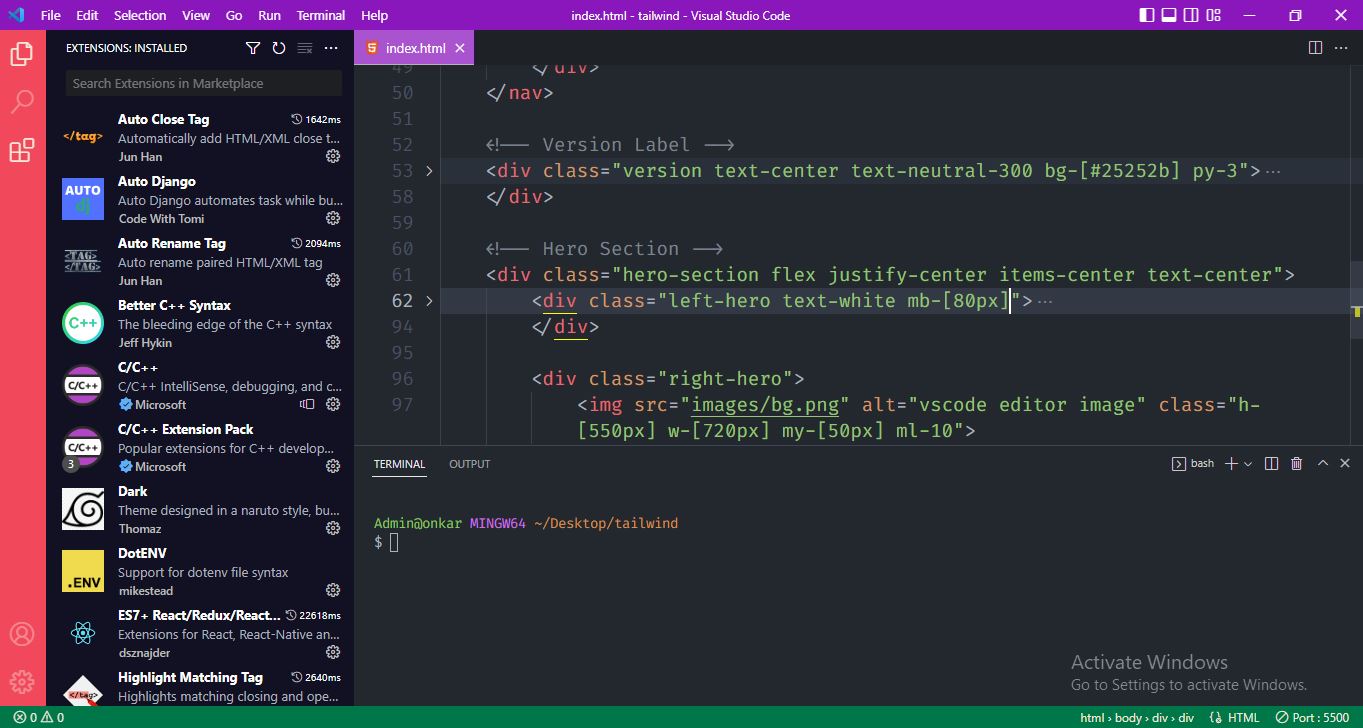 File Edit Selection View Go Run Terminal Help index.html - tailwind - Visual Studio Code
EXTENSIONS: INSTALLED
Search Extensions in Marketplace
</tag>
Auto Close Tag 1642ms
Automatically add HTML/XML close t...
Jun Han
AUTO
dj
Auto Django
Auto Django automates task while bu...
Code With Tomi
<TAG>
</TAG>
Auto Rename Tag 2094ms
Auto rename paired HTML/XML tag
Jun Han
C++
Better C++ Syntax
The bleeding edge of the C++ syntax
Jeff Hykin
C/C++
C/C++
C/C++ IntelliSense, debugging, and c...
Microsoft
C/C++
3
C/C++ Extension Pack
Popular extensions for C++ develop...
Microsoft
Dark
Theme designed in a naruto style, bu...
Thomaz
.ENV
DotENV
Support for dotenv file syntax
mikestead
ES7+ React/Redux/React... 22618ms
Extensions for React, React-Native an...
dsznajder
</tag>
Highlight Matching Tag 2640ms
Highlights matching closing and ope...
index.html
49 </div>
50 </nav>
51
52 <!-- Version Label -->
53 <div class="version text-center text-neutral-300 bg-[#25252b] py-3">...
58 </div>
59
60 <!-- Hero Section -->
61 <div class="hero-section flex justify-center items-center text-center">
62 <div class="left-hero text-white mb-[80px]">...
94 </div>
95
96 <div class="right-hero">
97 <img src="images/bg.png" alt="vscode editor image" class="h-
[550px] w-[720px] my-[50px] ml-10">
TERMINAL OUTPUT bash
Admin@onkar MINGW64 ~/Desktop/tailwind
$
Activate Windows
Go to Settings to activate Windows.
0 0 html › body › div › div HTML Port : 5500